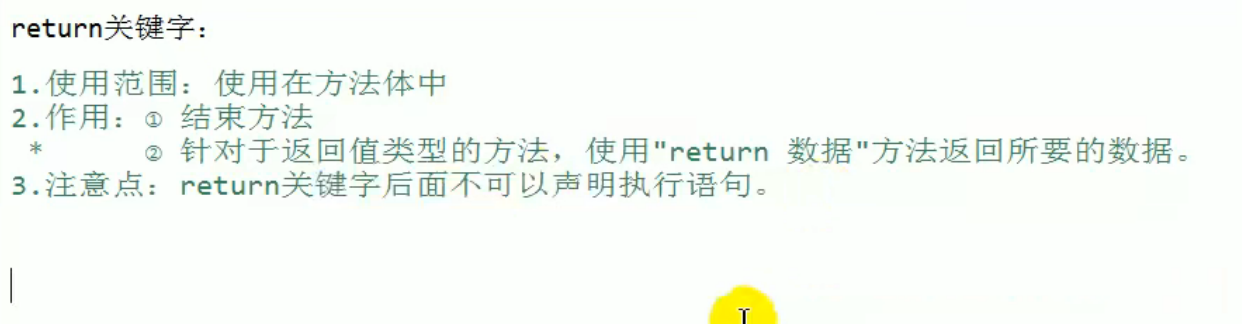 return关键字:
1.使用范围: 使用在方法体中
2.作用: ① 结束方法
* ② 针对于返回值类型的方法，使用"return 数据"方法返回所要的数据。
3.注意点: return关键字后面不可以声明执行语句。